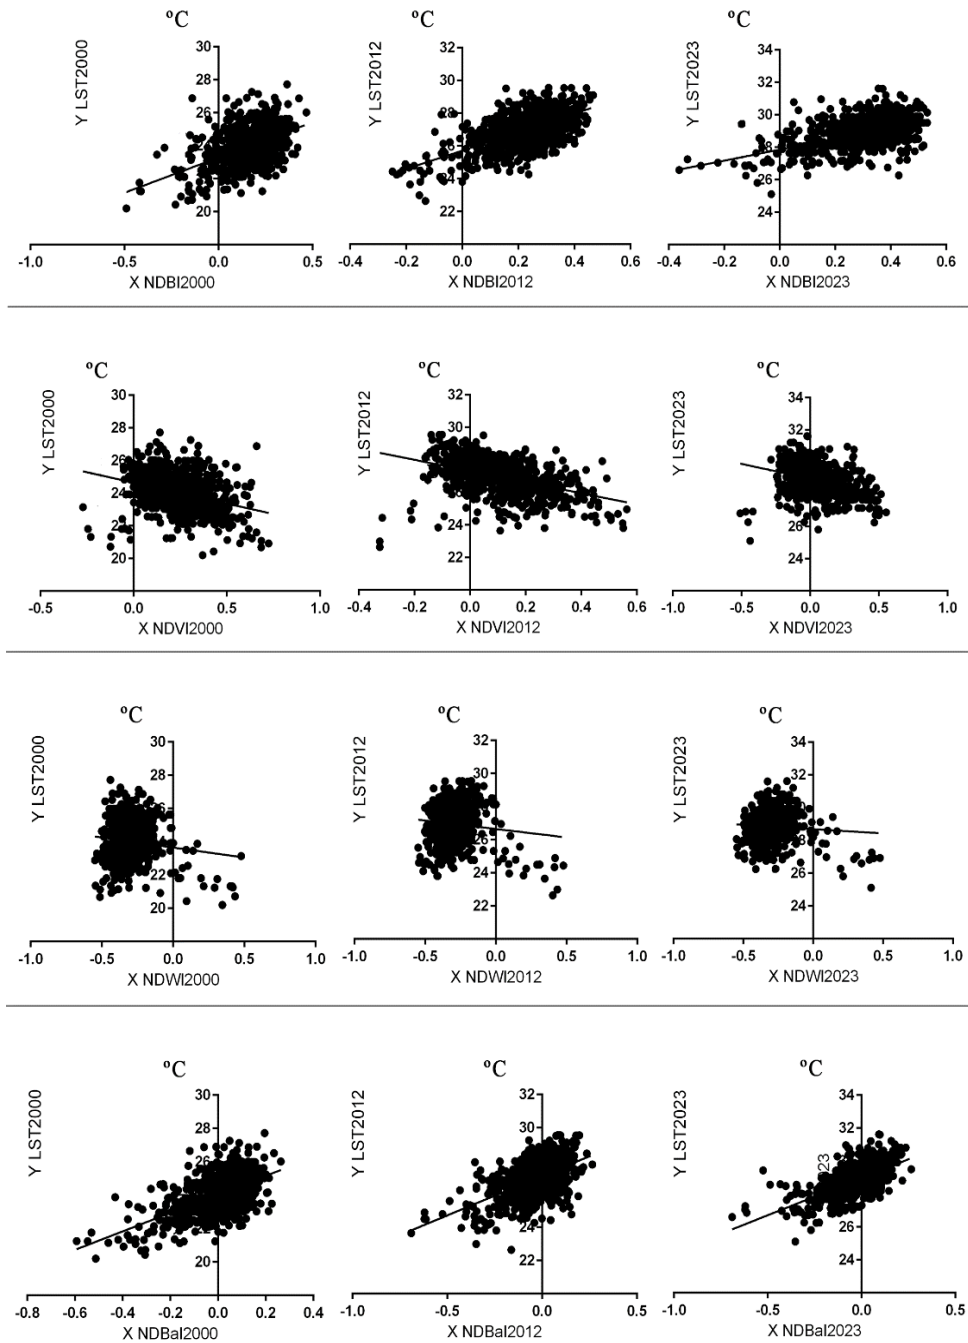 ºC ºC ºC
Y LST2000 Y LST2012 Y LST2023
30 32 34
28 30 32
26 28 30
26 28
24 26
20 22 24
-1.0 -0.5 0.0 0.5 -0.4 -0.2 0.0 0.2 0.4 0.6 -0.4 -0.2 0.0 0.2 0.4 0.6
X NDBI2000 X NDBI2012 X NDBI2023
ºC ºC ºC
Y LST2000 Y LST2012 Y LST2023
30 32 34
28 30 32
26
24
22 24 26
20 22 24
-0.5 0.0 0.5 1.0 -0.4 -0.2 0.0 0.2 0.4 0.6 -1.0 -0.5 0.0 0.5 1.0
X NDVI2000 X NDVI2012 X NDVI2023
ºC ºC ºC
Y LST2000 Y LST2012 Y LST2023
30 32 34
28 30 32
26 28 30
24 26 28
22 24 26
20 22 24
-1.0 -0.5 0.0 0.5 1.0 -1.0 -0.5 0.0 0.5 1.0 -1.0 -0.5 0.0 0.5 1.0
X NDWI2000 X NDWI2012 X NDWI2023
ºC ºC ºC
Y LST2000 Y LST2012 Y LST2023
30 32 34
28 30 32
26
22 24 26
20 22 24
-0.8 -0.6 -0.4 -0.2 0.0 0.2 0.4 -1.0 -0.5 0.0 0.5 -1.0 -0.5 0.0 0.5
X NDBaI2000 X NDBaI2012 X NDBaI2023